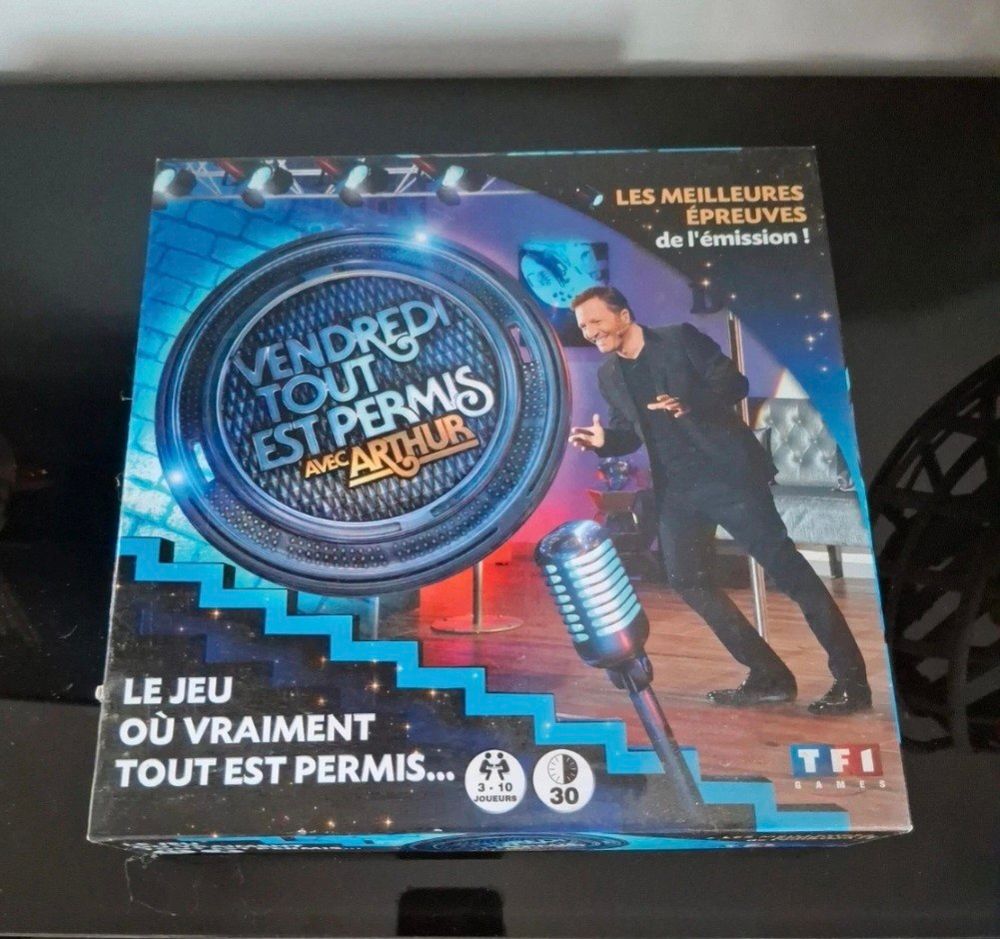 LES MEILLEURES
ÉPREUVES
de l'émission !
VENDREDI
TOUT
EST PERMIS
AVEC ARTHUR
LE JEU
OÙ VRAIMENT
TOUT EST PERMIS...
3 - 10
JOUEURS
30
TF1
GAMES